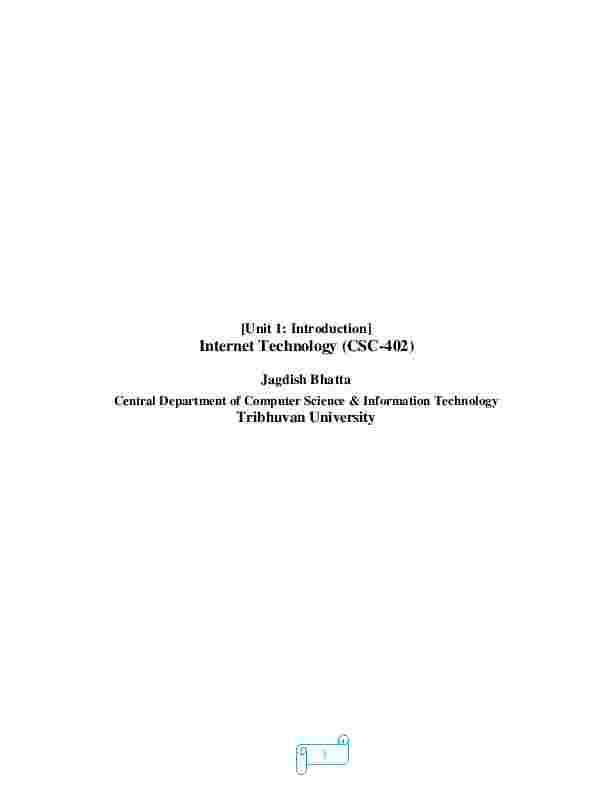 [Unit 1: Introduction]
Internet Technology (CSC-402)
Jagdish Bhatta
Central Department of Computer Science & Information Technology
Tribhuvan University
1